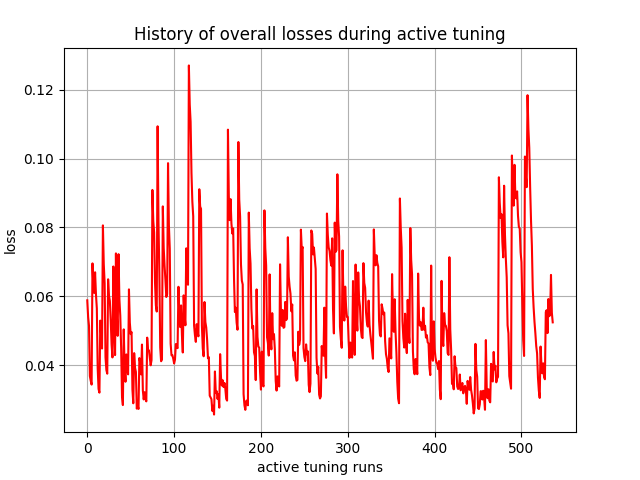 History of overall losses during active tuning
0.12
0.10
0.08
0.06
0.04
loss
0 100 200 300 400 500
active tuning runs